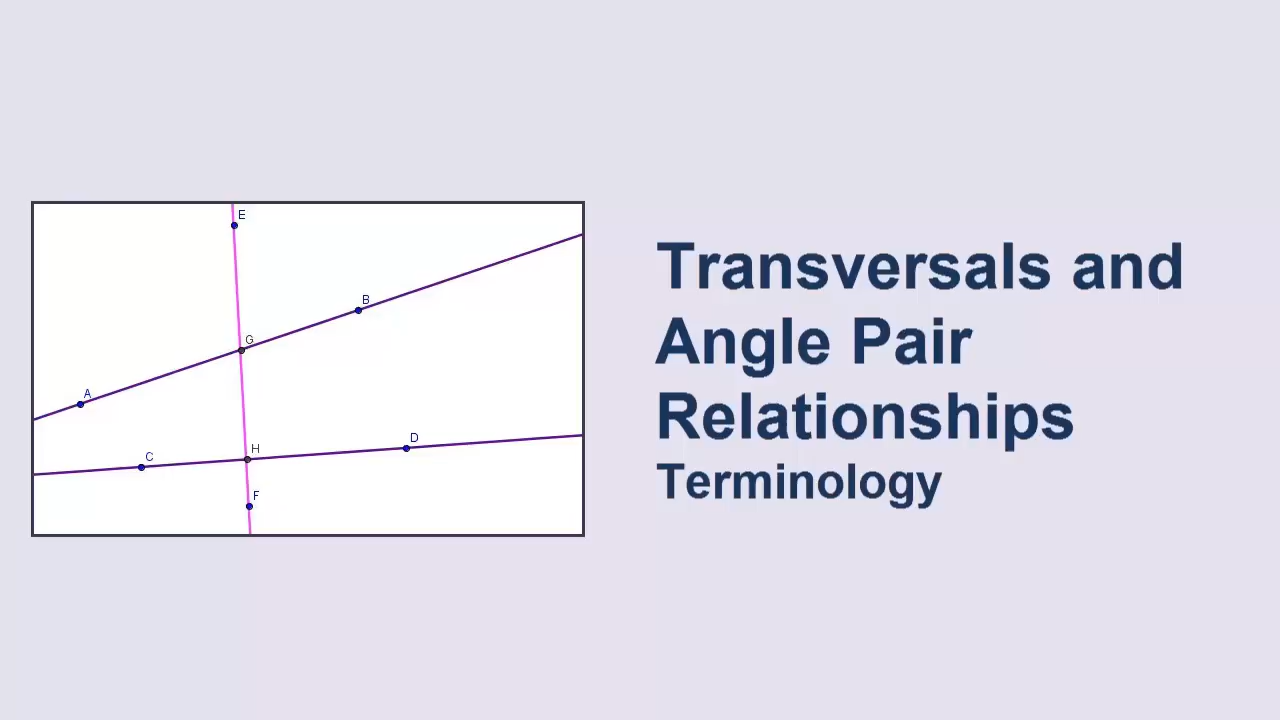 E
B
G
A
D
H
C
F
Transversals and
Angle Pair
Relationships
Terminology